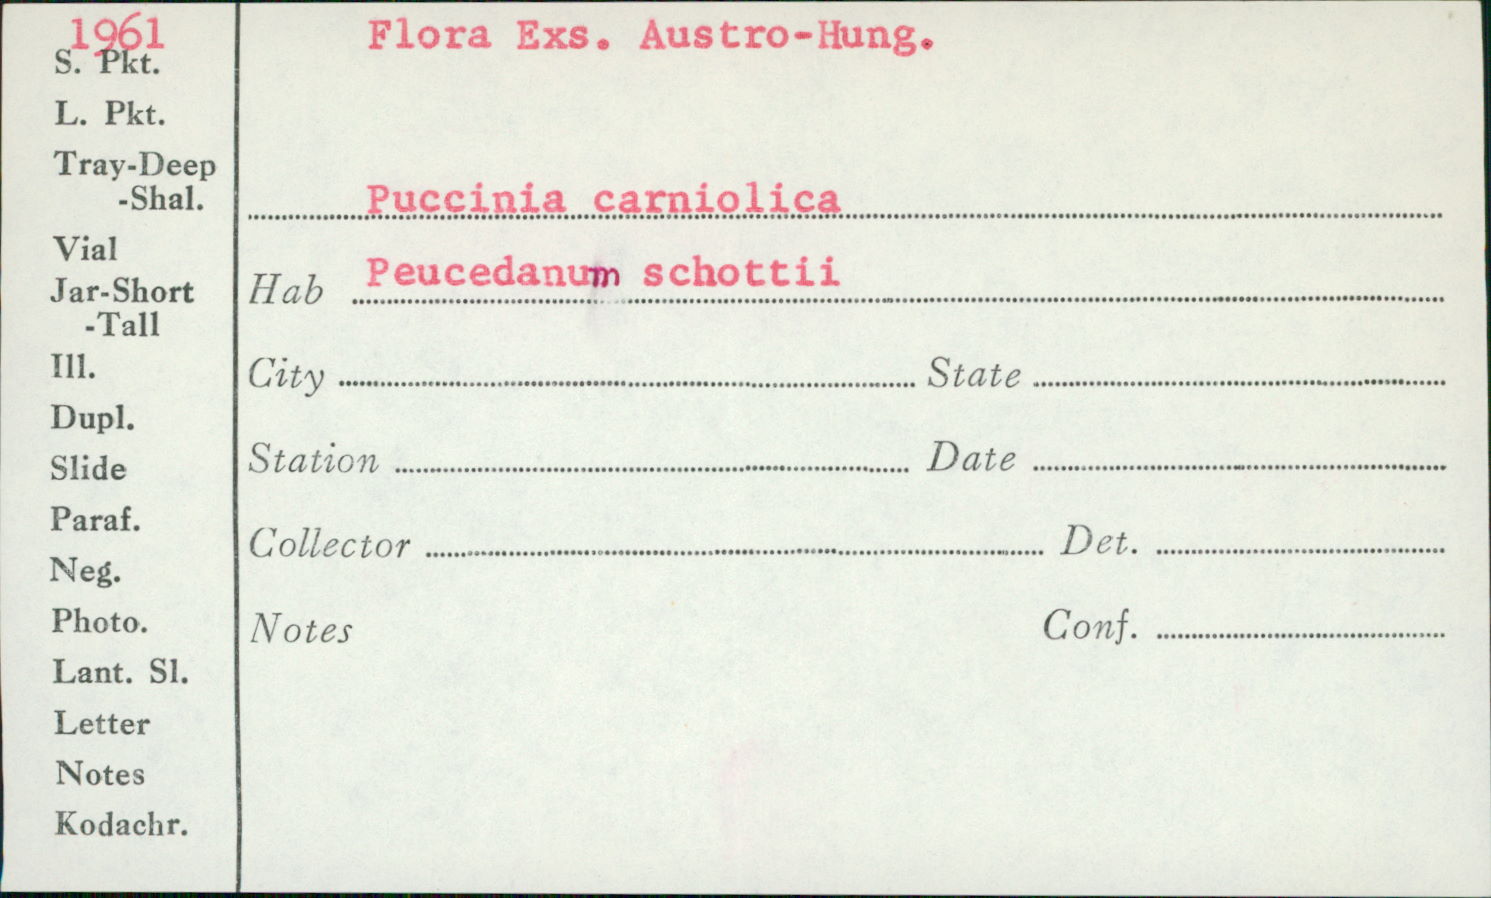 1961
S. Pkt.
L. Pkt.
Tray-Deep
-Shal.
Vial
Jar-Short
-Tall
Ill.
Dupl.
Slide
Paraf.
Neg.
Photo.
Lant. Sl.
Letter
Notes
Kodachr.
Flora Exs. Austro-Hung.
Puccinia carniolica
Hab Peucedanum schottii
City State
Station Date
Collector Det.
Notes Conf.